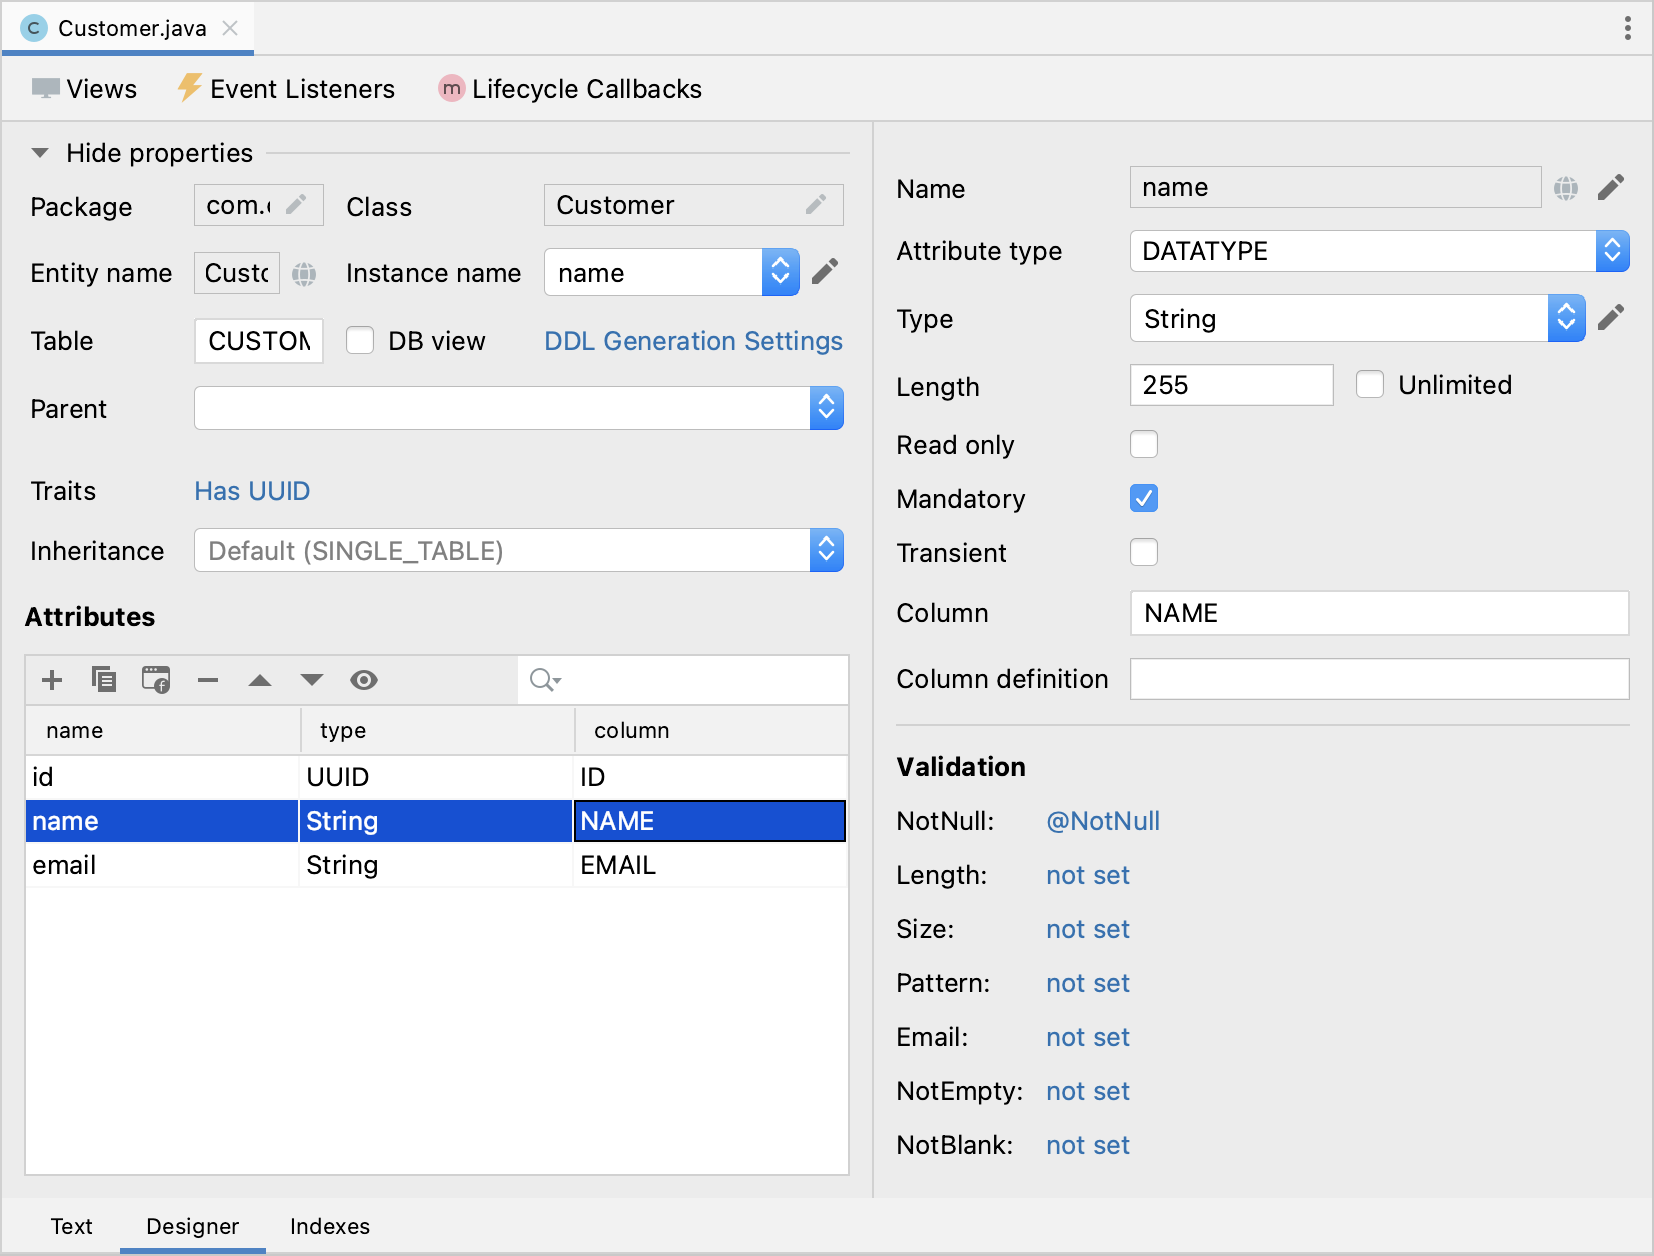 Customer.java
Views Event Listeners Lifecycle Callbacks
Hide properties
Package com. Class Customer
Entity name Custo Instance name name
Table CUSTOM DB view DDL Generation Settings
Parent
Traits Has UUID
Inheritance Default (SINGLE_TABLE)
Attributes
name type column
id UUID ID
name String NAME
email String EMAIL
Name name
Attribute type DATATYPE
Type String
Length 255 Unlimited
Read only
Mandatory
Transient
Column NAME
Column definition
Validation
NotNull: @NotNull
Length: not set
Size: not set
Pattern: not set
Email: not set
NotEmpty: not set
NotBlank: not set
Text Designer Indexes